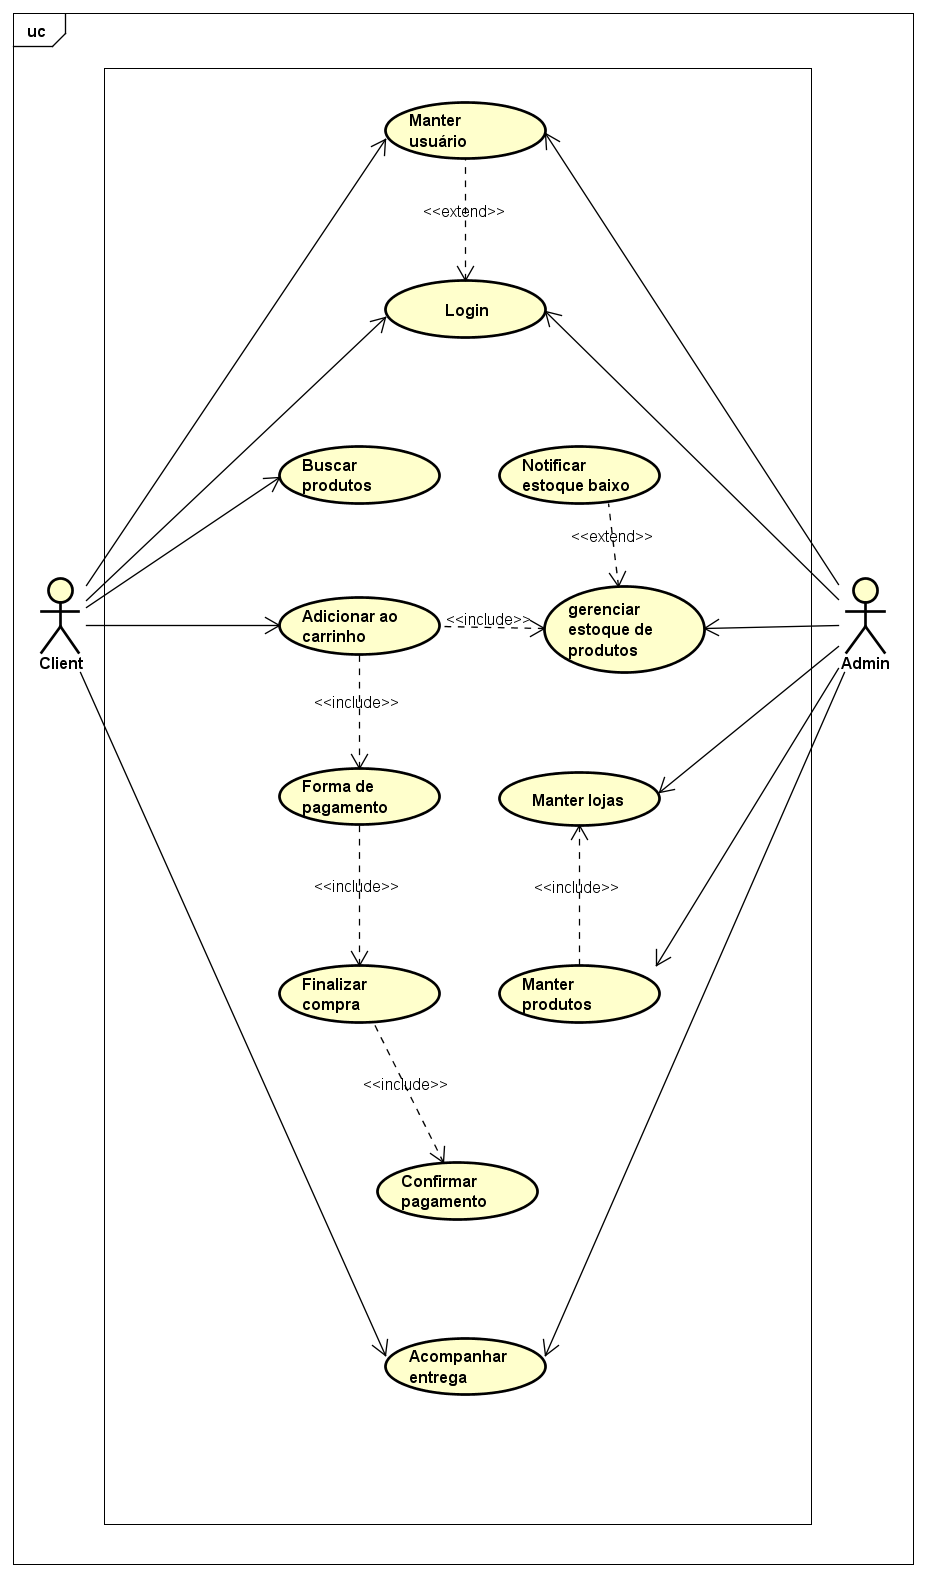 uc
Manter
usuário
<<extend>>
Login
Buscar
produtos
Notificar
estoque baixo
<<extend>>
Adicionar ao
carrinho
<<include>>
gerenciar
estoque de
produtos
Client
Admin
<<include>>
Forma de
pagamento
Manter lojas
<<include>>
<<include>>
Finalizar
compra
Manter
produtos
<<include>>
Confirmar
pagamento
Acompanhar
entrega